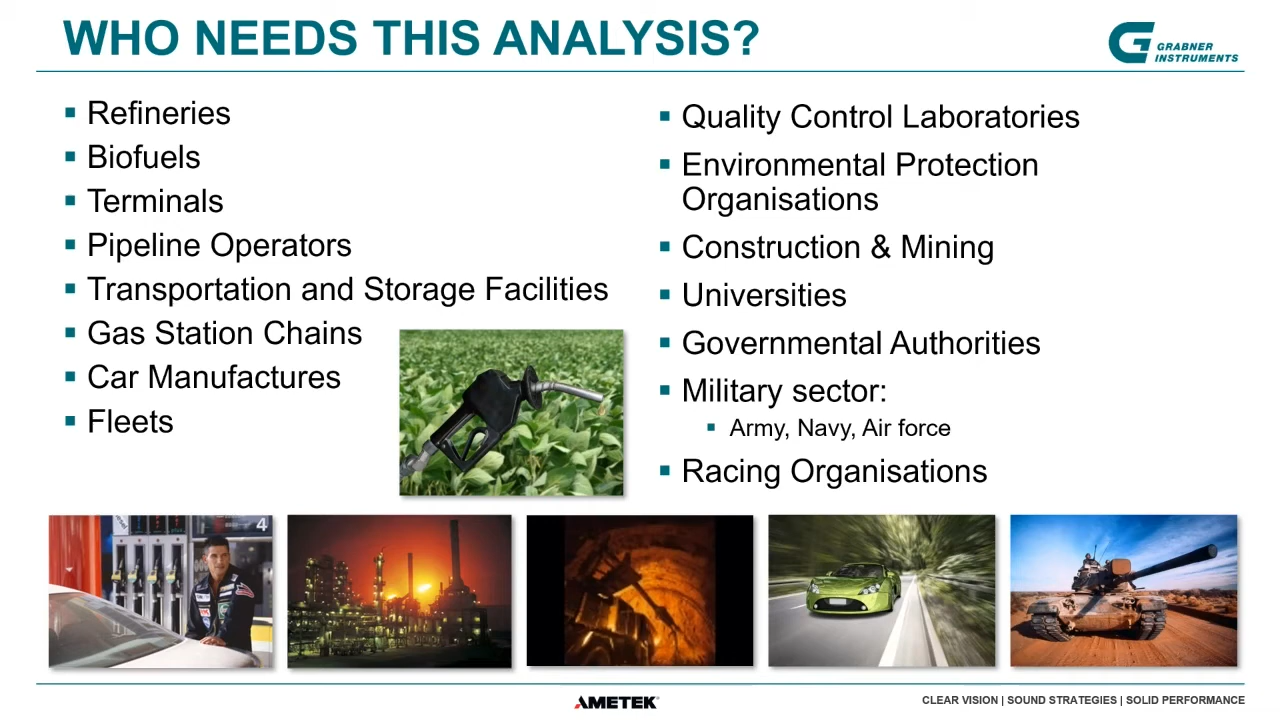 WHO NEEDS THIS ANALYSIS?
GRABNER
INSTRUMENTS
Refineries
Biofuels
Terminals
Pipeline Operators
Transportation and Storage Facilities
Gas Station Chains
Car Manufactures
Fleets
Quality Control Laboratories
Environmental Protection
Organisations
Construction & Mining
Universities
Governmental Authorities
Military sector:
Army, Navy, Air force
Racing Organisations
4
AMETEK
CLEAR VISION | SOUND STRATEGIES | SOLID PERFORMANCE